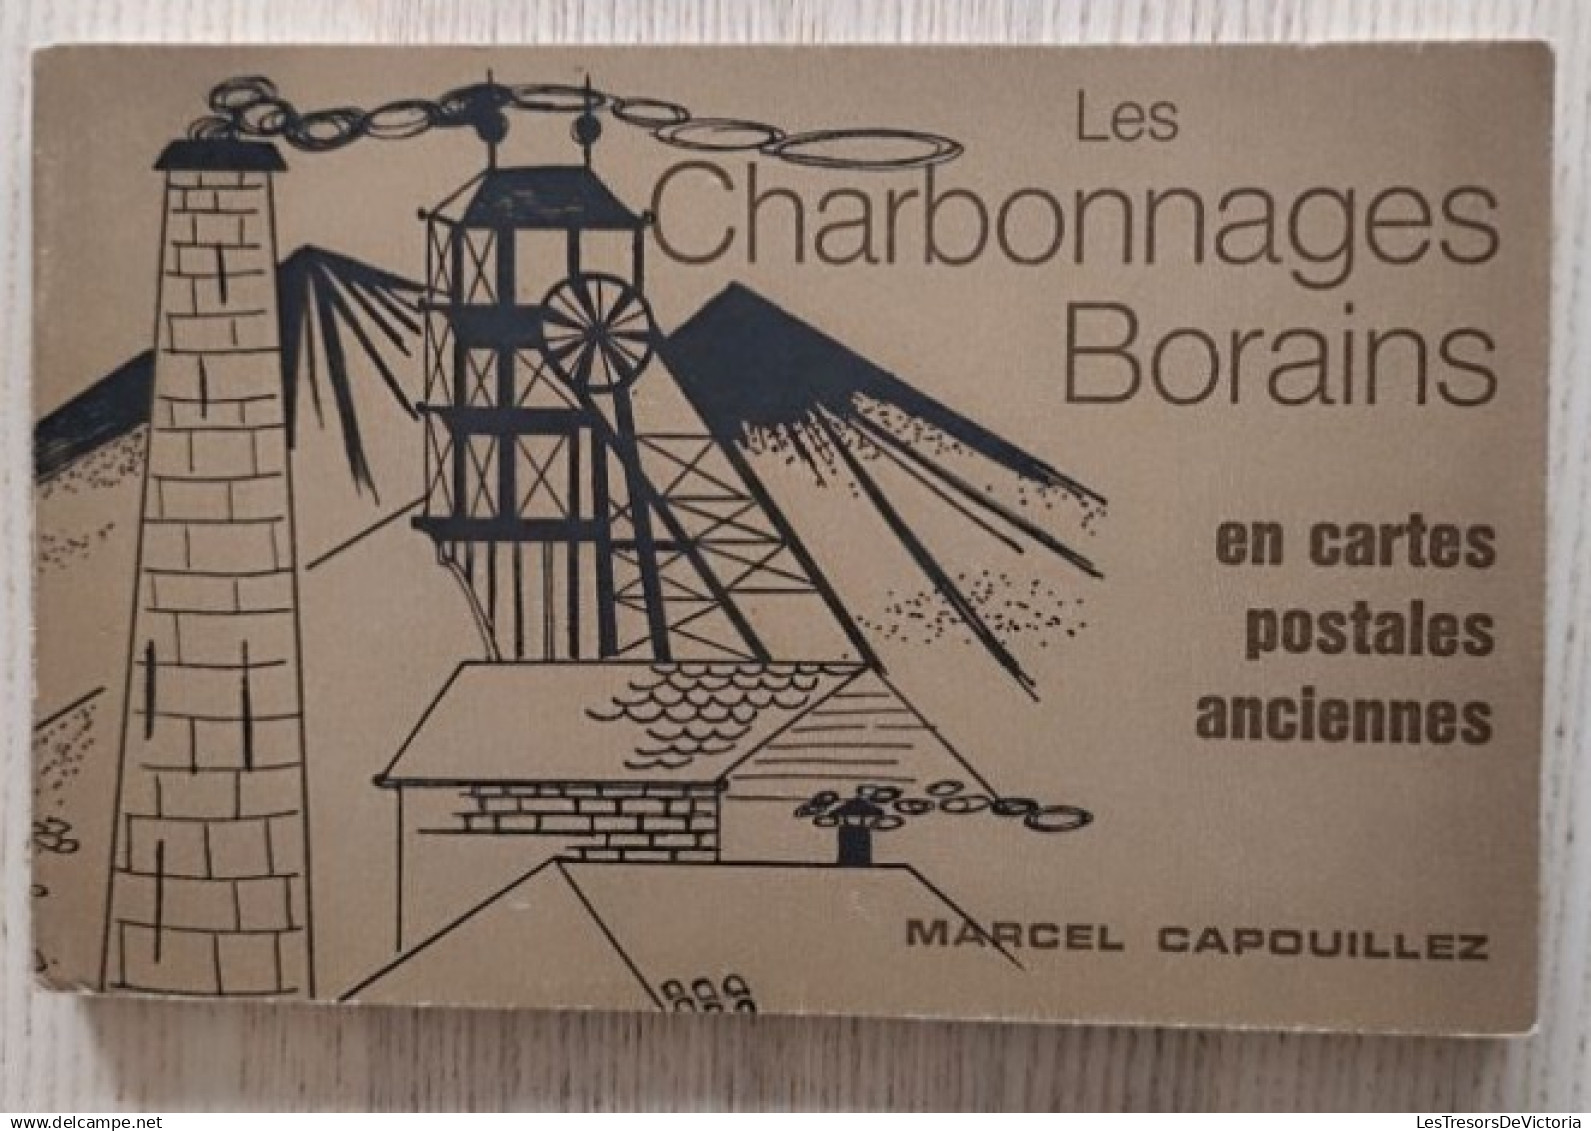 Les
Charbonnages
Borains
en cartes
postales
anciennes
MARCEL CAPOUILLEZ
www.delcampe.net
LesTresorsDeVictoria